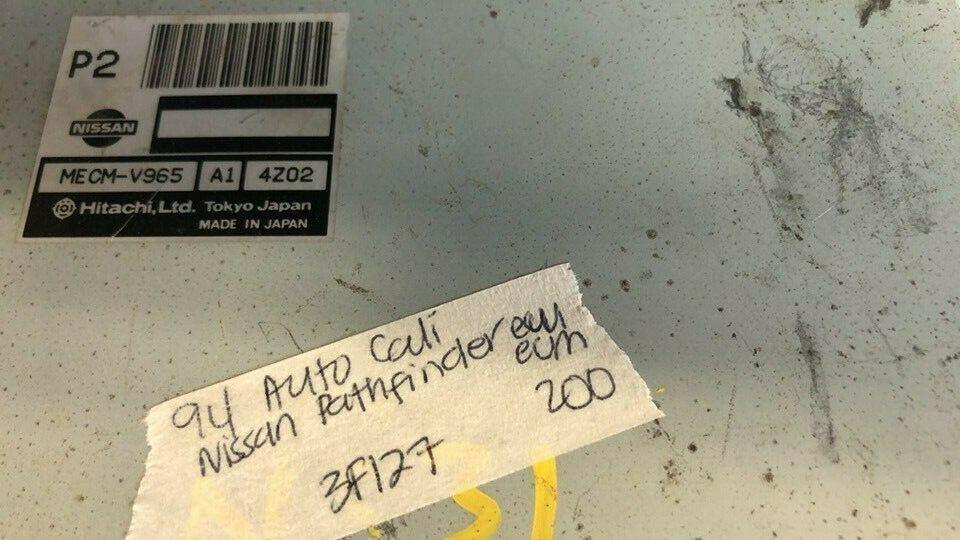 P2
NISSAN
MECM-V965 A1 4Z02
Hitachi, Ltd. Tokyo Japan
MADE IN JAPAN
94 Auto Cali
Nissan Pathfinder ecu
ecm
200
3F127
31